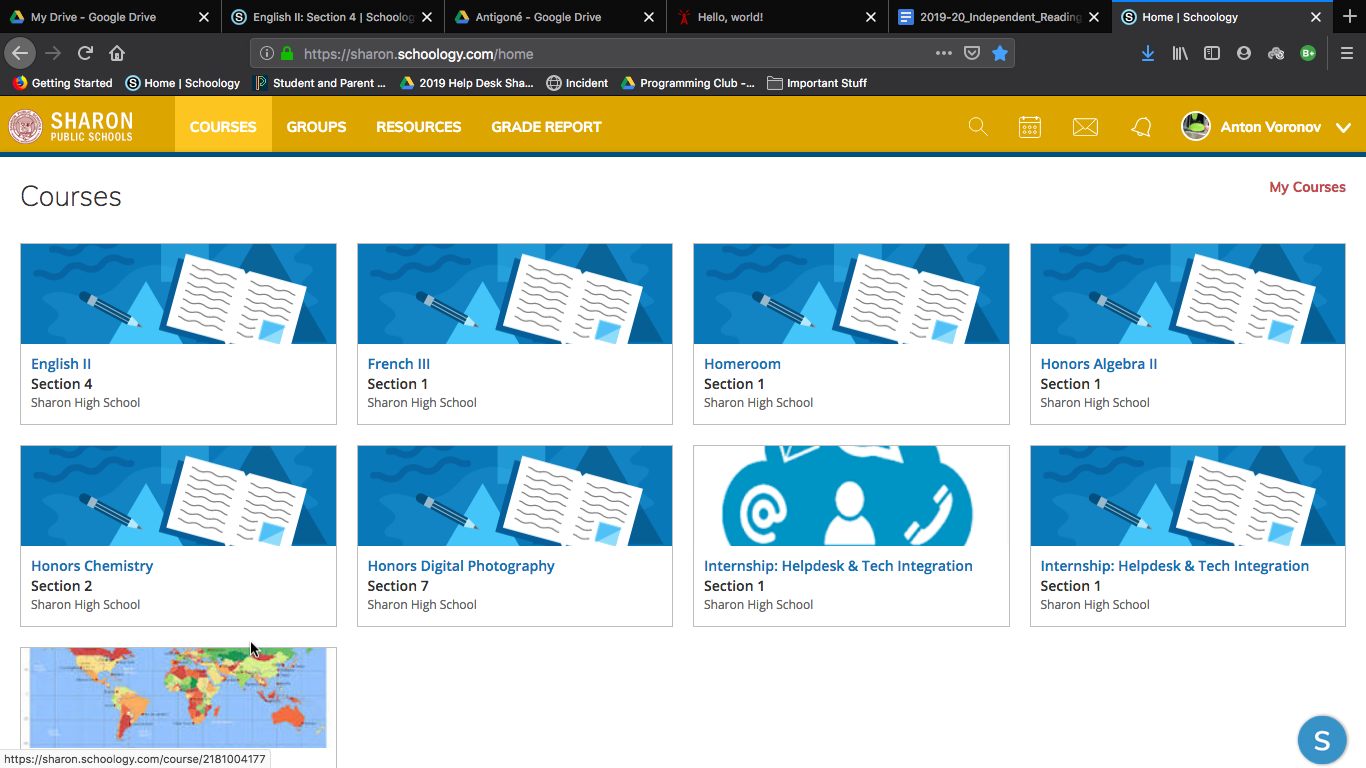 My Drive - Google Drive
English II: Section 4 | Schoolog
Antigoné - Google Drive
Hello, world!
2019-20_Independent_Reading
Home | Schoology
https://sharon.schoology.com/home
Getting Started
Home | Schoology
Student and Parent ...
2019 Help Desk Sha...
Incident
Programming Club -...
Important Stuff
SHARON
PUBLIC SCHOOLS
COURSES
GROUPS
RESOURCES
GRADE REPORT
Anton Voronov
Courses
My Courses
English II
Section 4
Sharon High School
French III
Section 1
Sharon High School
Homeroom
Section 1
Sharon High School
Honors Algebra II
Section 1
Sharon High School
Honors Chemistry
Section 2
Sharon High School
Honors Digital Photography
Section 7
Sharon High School
Internship: Helpdesk & Tech Integration
Section 1
Sharon High School
Internship: Helpdesk & Tech Integration
Section 1
Sharon High School
https://sharon.schoology.com/course/2181004177
S